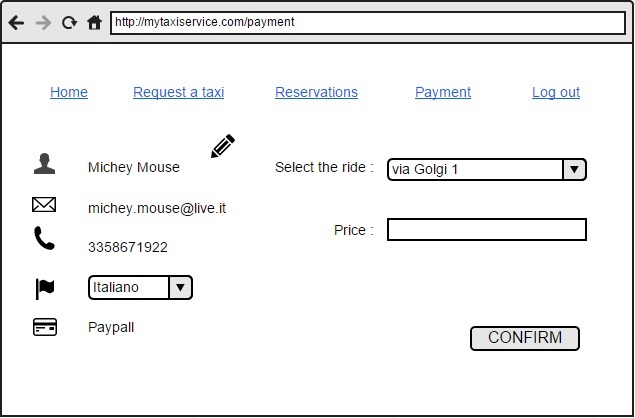 http://mytaxiservice.com/payment
Home Request a taxi Reservations Payment Log out
Michey Mouse
michey.mouse@live.it
3358671922
Italiano
Paypall
Select the ride : via Golgi 1
Price :
CONFIRM